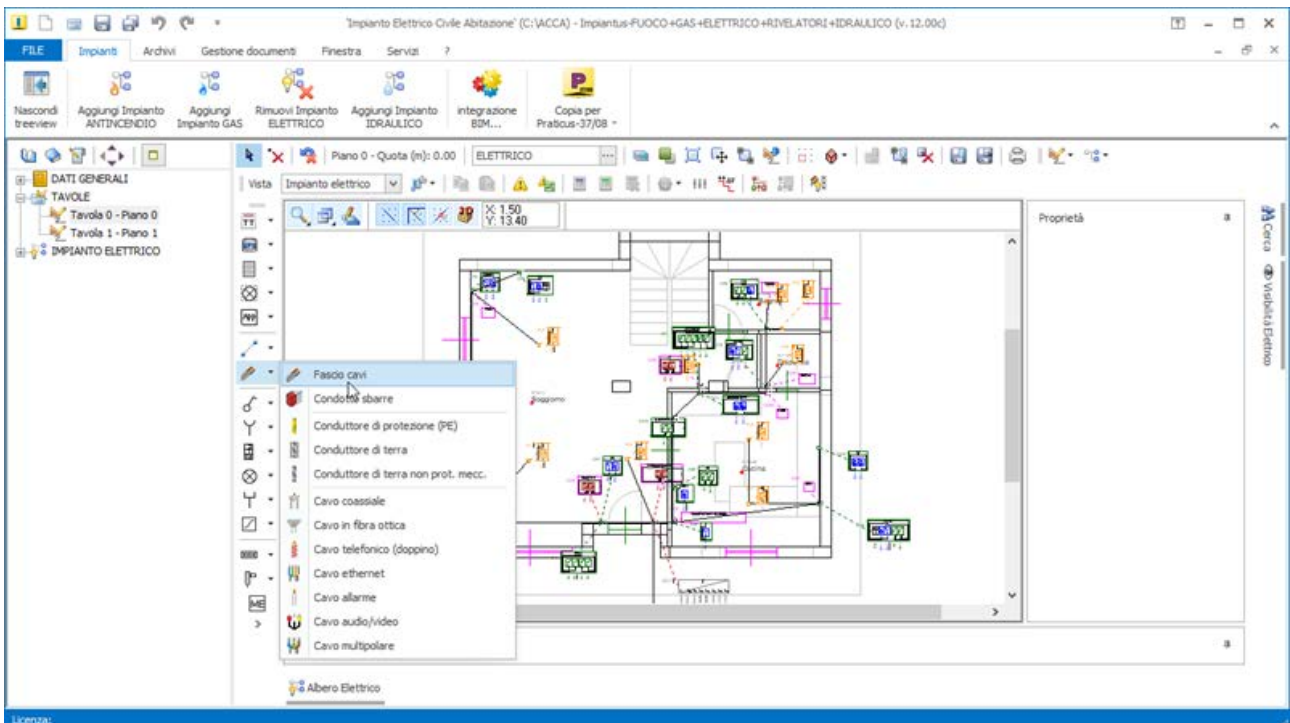 'Impianto Elettrico Civile Abitazione' (C:\ACCA) - Impiantus-FUOCO+GAS+ELETTRICO+RIVELATORI+IDRAULICO (v.12.00c)
FILE Impianti Archivi Gestione documenti Finestra Servizi ?
Nascondi treeview
Aggiungi Impianto ANTINCENDIO
Aggiungi Impianto GAS
Rimuovi Impianto ELETTRICO
Aggiungi Impianto IDRAULICO
integrazione BIM...
Copia per Praticus-37/08
Piano 0 - Quota (m): 0.00 ELETTRICO
Vista Impianto elettrico
DATI GENERALI
TAVOLE
Tavola 0 - Piano 0
Tavola 1 - Piano 1
IMPIANTO ELETTRICO
X: 1.50
Y: 13.40
Proprietà
Cerca
Visibilità Elettrico
Soggiorno
Cucina
Fascio cavi
Condotto sbarre
Conduttore di protezione (PE)
Conduttore di terra
Conduttore di terra non prot. mecc.
Cavo coassiale
Cavo in fibra ottica
Cavo telefonico (doppino)
Cavo ethernet
Cavo allarme
Cavo audio/video
Cavo multipolare
ME
Albero Elettrico
Licenza: